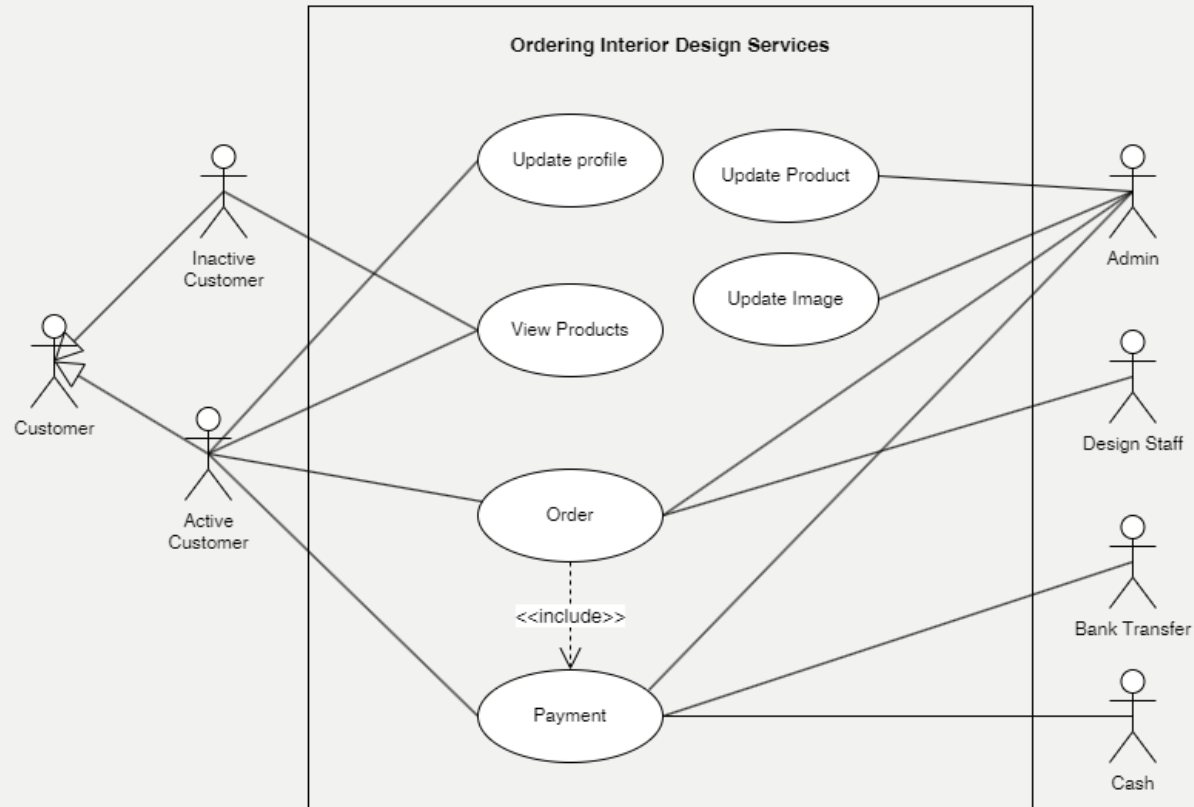 Ordering Interior Design Services
Update profile
Update Product
Inactive
Customer
Admin
Update Image
View Products
Customer
Design Staff
Active
Customer
Order
<<include>>
Bank Transfer
Payment
Cash